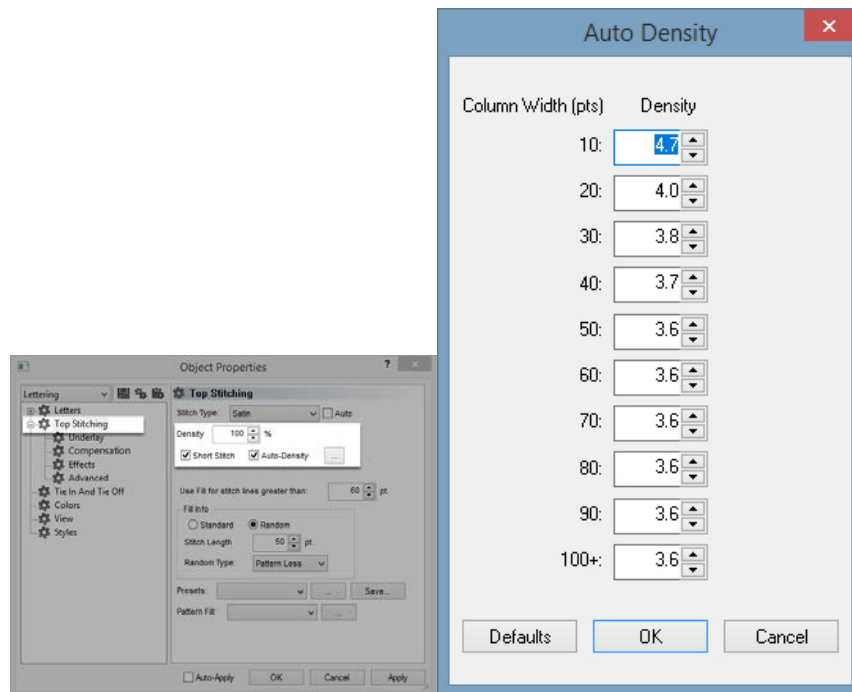 Object Properties
?
Lettering
Letters
Top Stitching
Underlay
Compensation
Effects
Advanced
Tie In And Tie Off
Colors
View
Styles
Top Stitching
Stitch Type: Satin Auto
Density 100 %
Short Stitch Auto-Density ...
Use Fill for stitch lines greater than: 60 pt.
Fill Info
Standard Random
Stitch Length 50 pt
Random Type: Pattern Less
Presets: ... Save...
Pattern Fill: ...
Auto-Apply OK Cancel Apply
Auto Density
Column Width (pts) Density
10: 4.7
20: 4.0
30: 3.8
40: 3.7
50: 3.6
60: 3.6
70: 3.6
80: 3.6
90: 3.6
100+: 3.6
Defaults OK Cancel